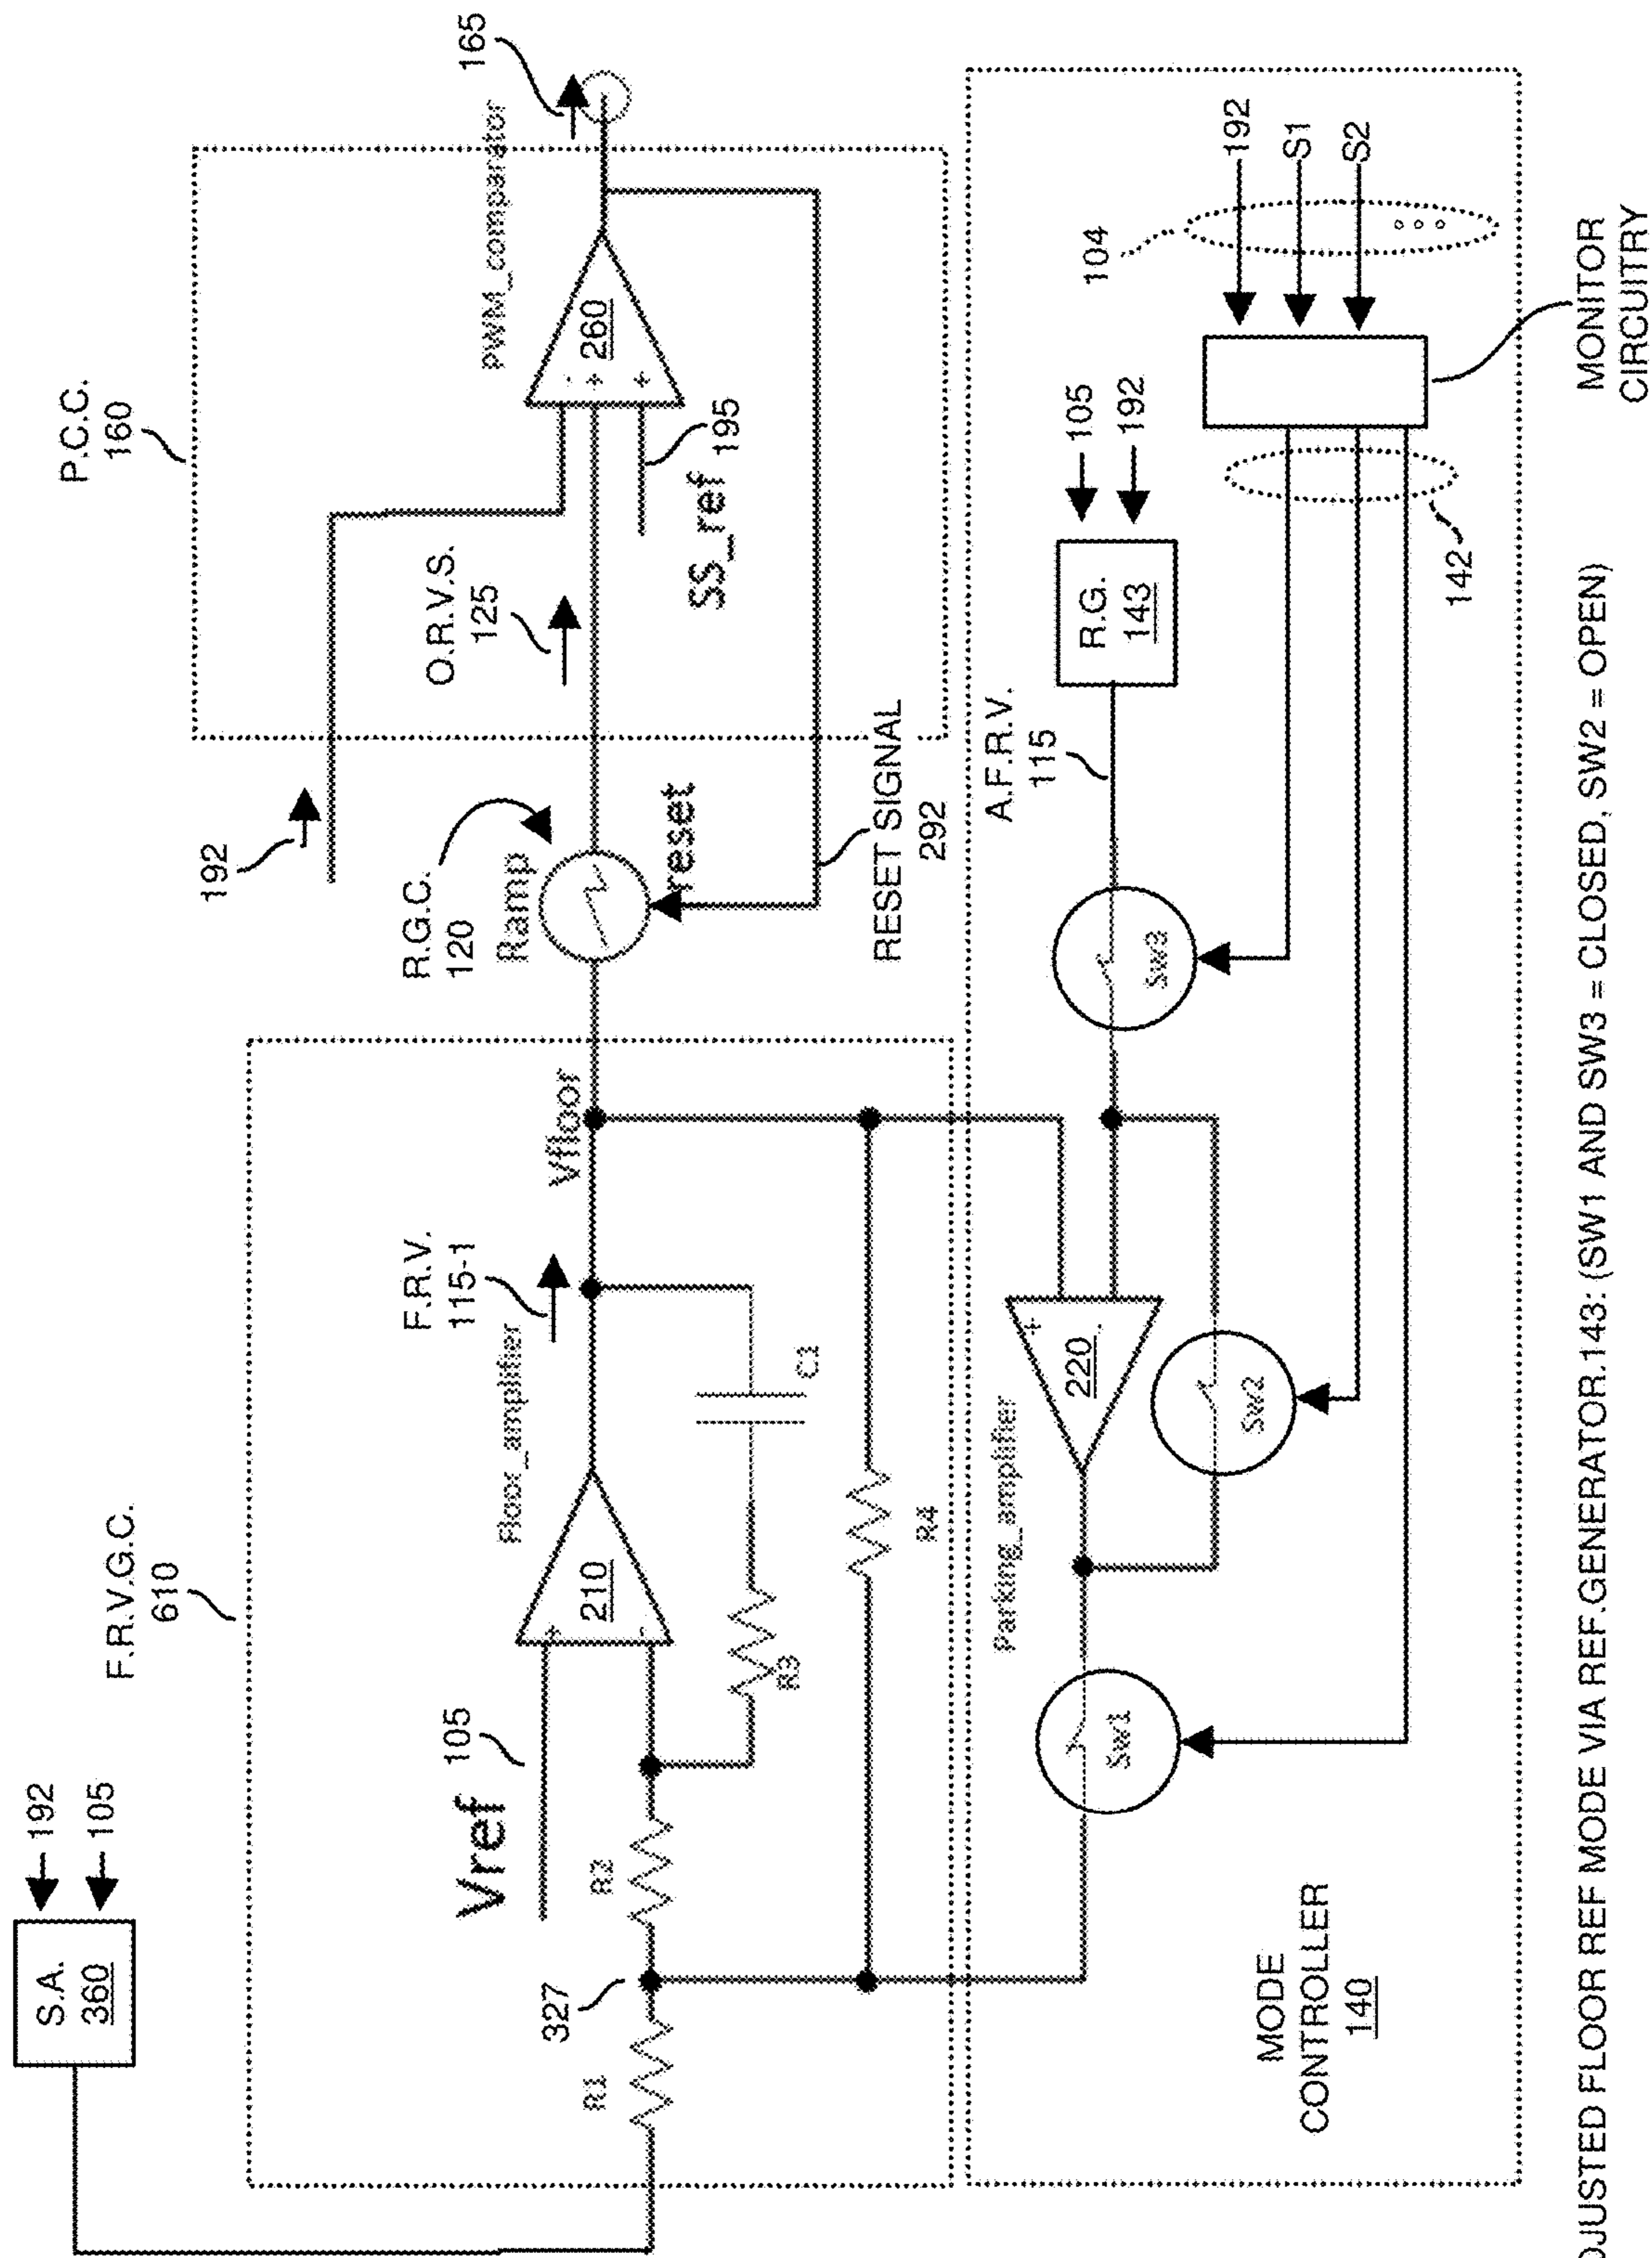 S.A.
360
192
105
F.R.V.G.C.
610
P.C.C.
160
192
165
R1
327
R2
Vref
105
+
-
210
R3
Floor_amplifier
F.R.V.
115-1
C1
R4
Vfloor
R.G.C.
120
Ramp
reset
RESET SIGNAL
292
O.R.V.S.
125
SS_ref
195
-
+
+
260
PWM_comparator
MODE
CONTROLLER
140
Sw1
Parking_amplifier
220
+
-
Sw2
Sw3
A.F.R.V.
115
R.G.
143
105
192
142
104
192
S1
S2
MONITOR
CIRCUITRY
DJUSTED FLOOR REF MODE VIA REF.GENERATOR.143: (SW1 AND SW3 = CLOSED, SW2 = OPEN)